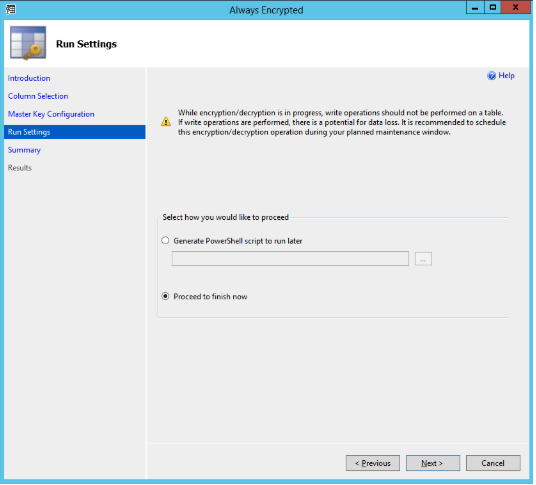 Always Encrypted
Run Settings
Introduction
Column Selection
Master Key Configuration
Run Settings
Summary
Results
Help
While encryption/decryption is in progress, write operations should not be performed on a table.
If write operations are performed, there is a potential for data loss. It is recommended to schedule
this encryption/decryption operation during your planned maintenance window.
Select how you would like to proceed
Generate PowerShell script to run later
...
Proceed to finish now
< Previous
Next >
Cancel